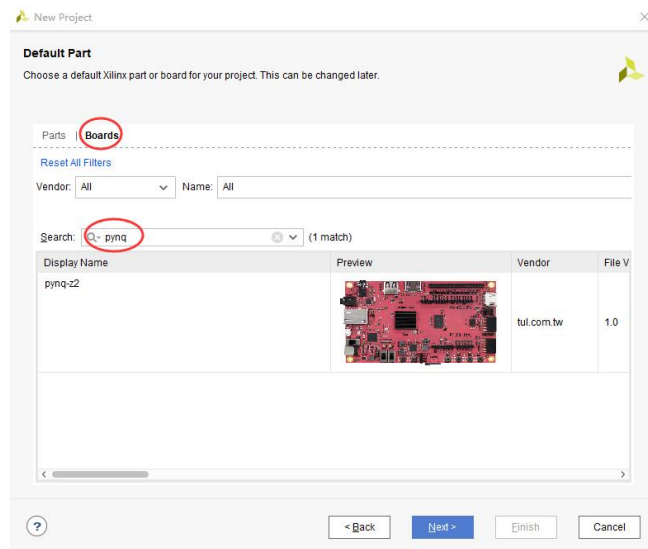 New Project
Default Part
Choose a default Xilinx part or board for your project. This can be changed later.
Parts | Boards
Reset All Filters
Vendor: All Name: All
Search: pynq (1 match)
Display Name Preview Vendor File V
pynq-z2 tul.com.tw 1.0
? < Back Next > Finish Cancel